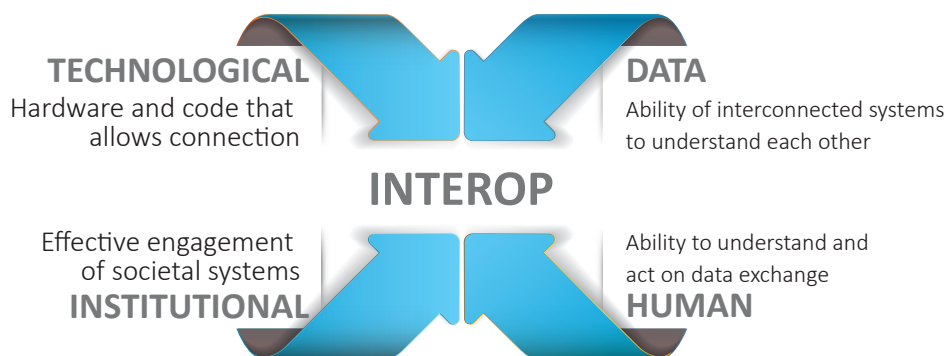 TECHNOLOGICAL
Hardware and code that
allows connection
DATA
Ability of interconnected systems
to understand each other
INTEROP
Effective engagement
of societal systems
INSTITUTIONAL
Ability to understand and
act on data exchange
HUMAN